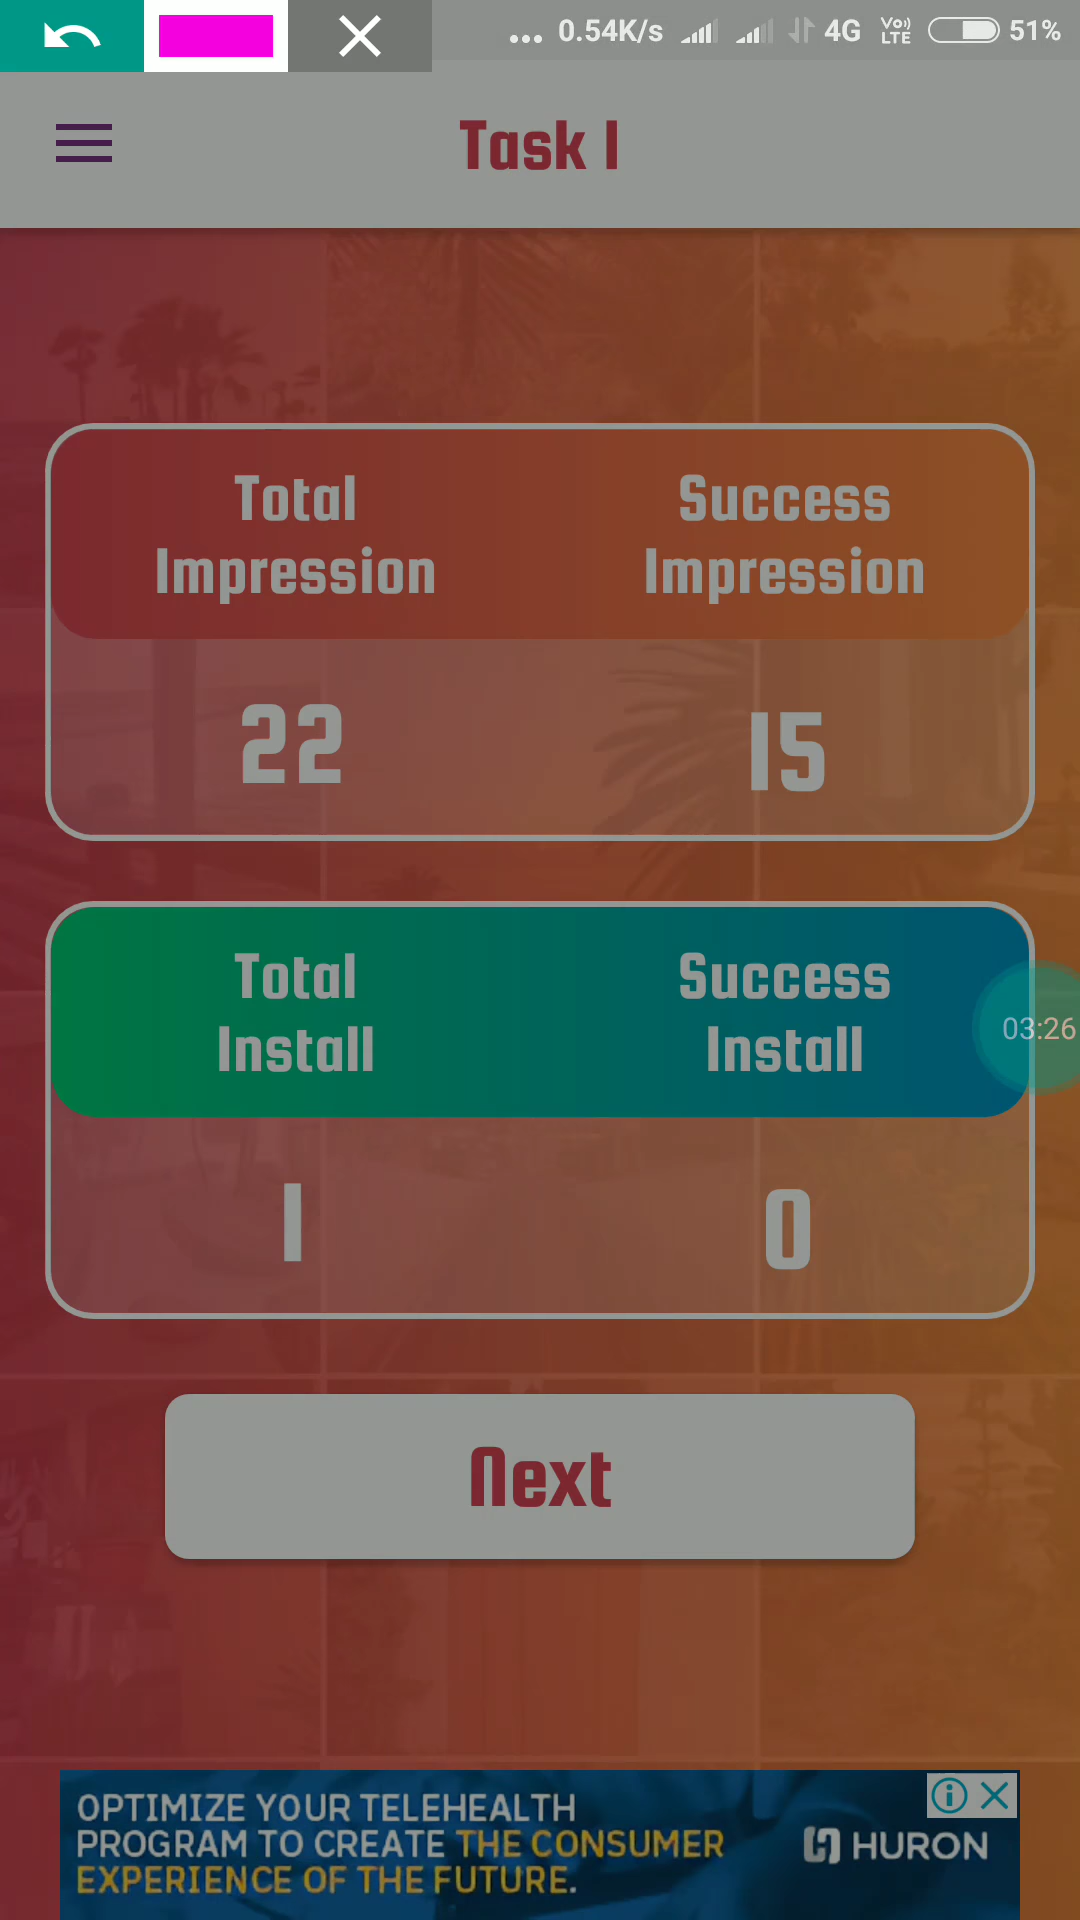 ... 0.54K/s 4G Vo)) LTE 51%
Task 1
Total Impression
Success Impression
22
15
Total Install
Success Install
03:26
1
0
Next
OPTIMIZE YOUR TELEHEALTH
PROGRAM TO CREATE THE CONSUMER
EXPERIENCE OF THE FUTURE.
HURON